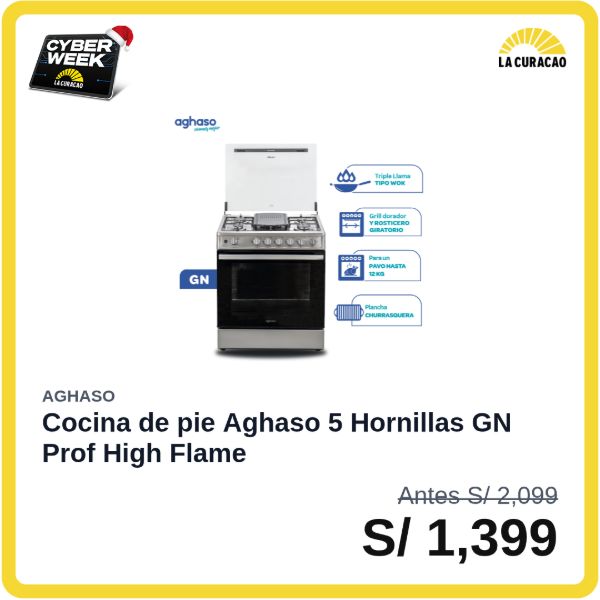 CYBER
WEEK
LA CURACAO
LA CURACAO
aghaso
Triple Llama
TIPO WOK
Grill dorador
Y ROSTICERO
GIRATORIO
Para un
PAVO HASTA
12 KG
GN
Plancha
CHURRASQUERA
AGHASO
Cocina de pie Aghaso 5 Hornillas GN
Prof High Flame
Antes S/ 2,099
S/ 1,399